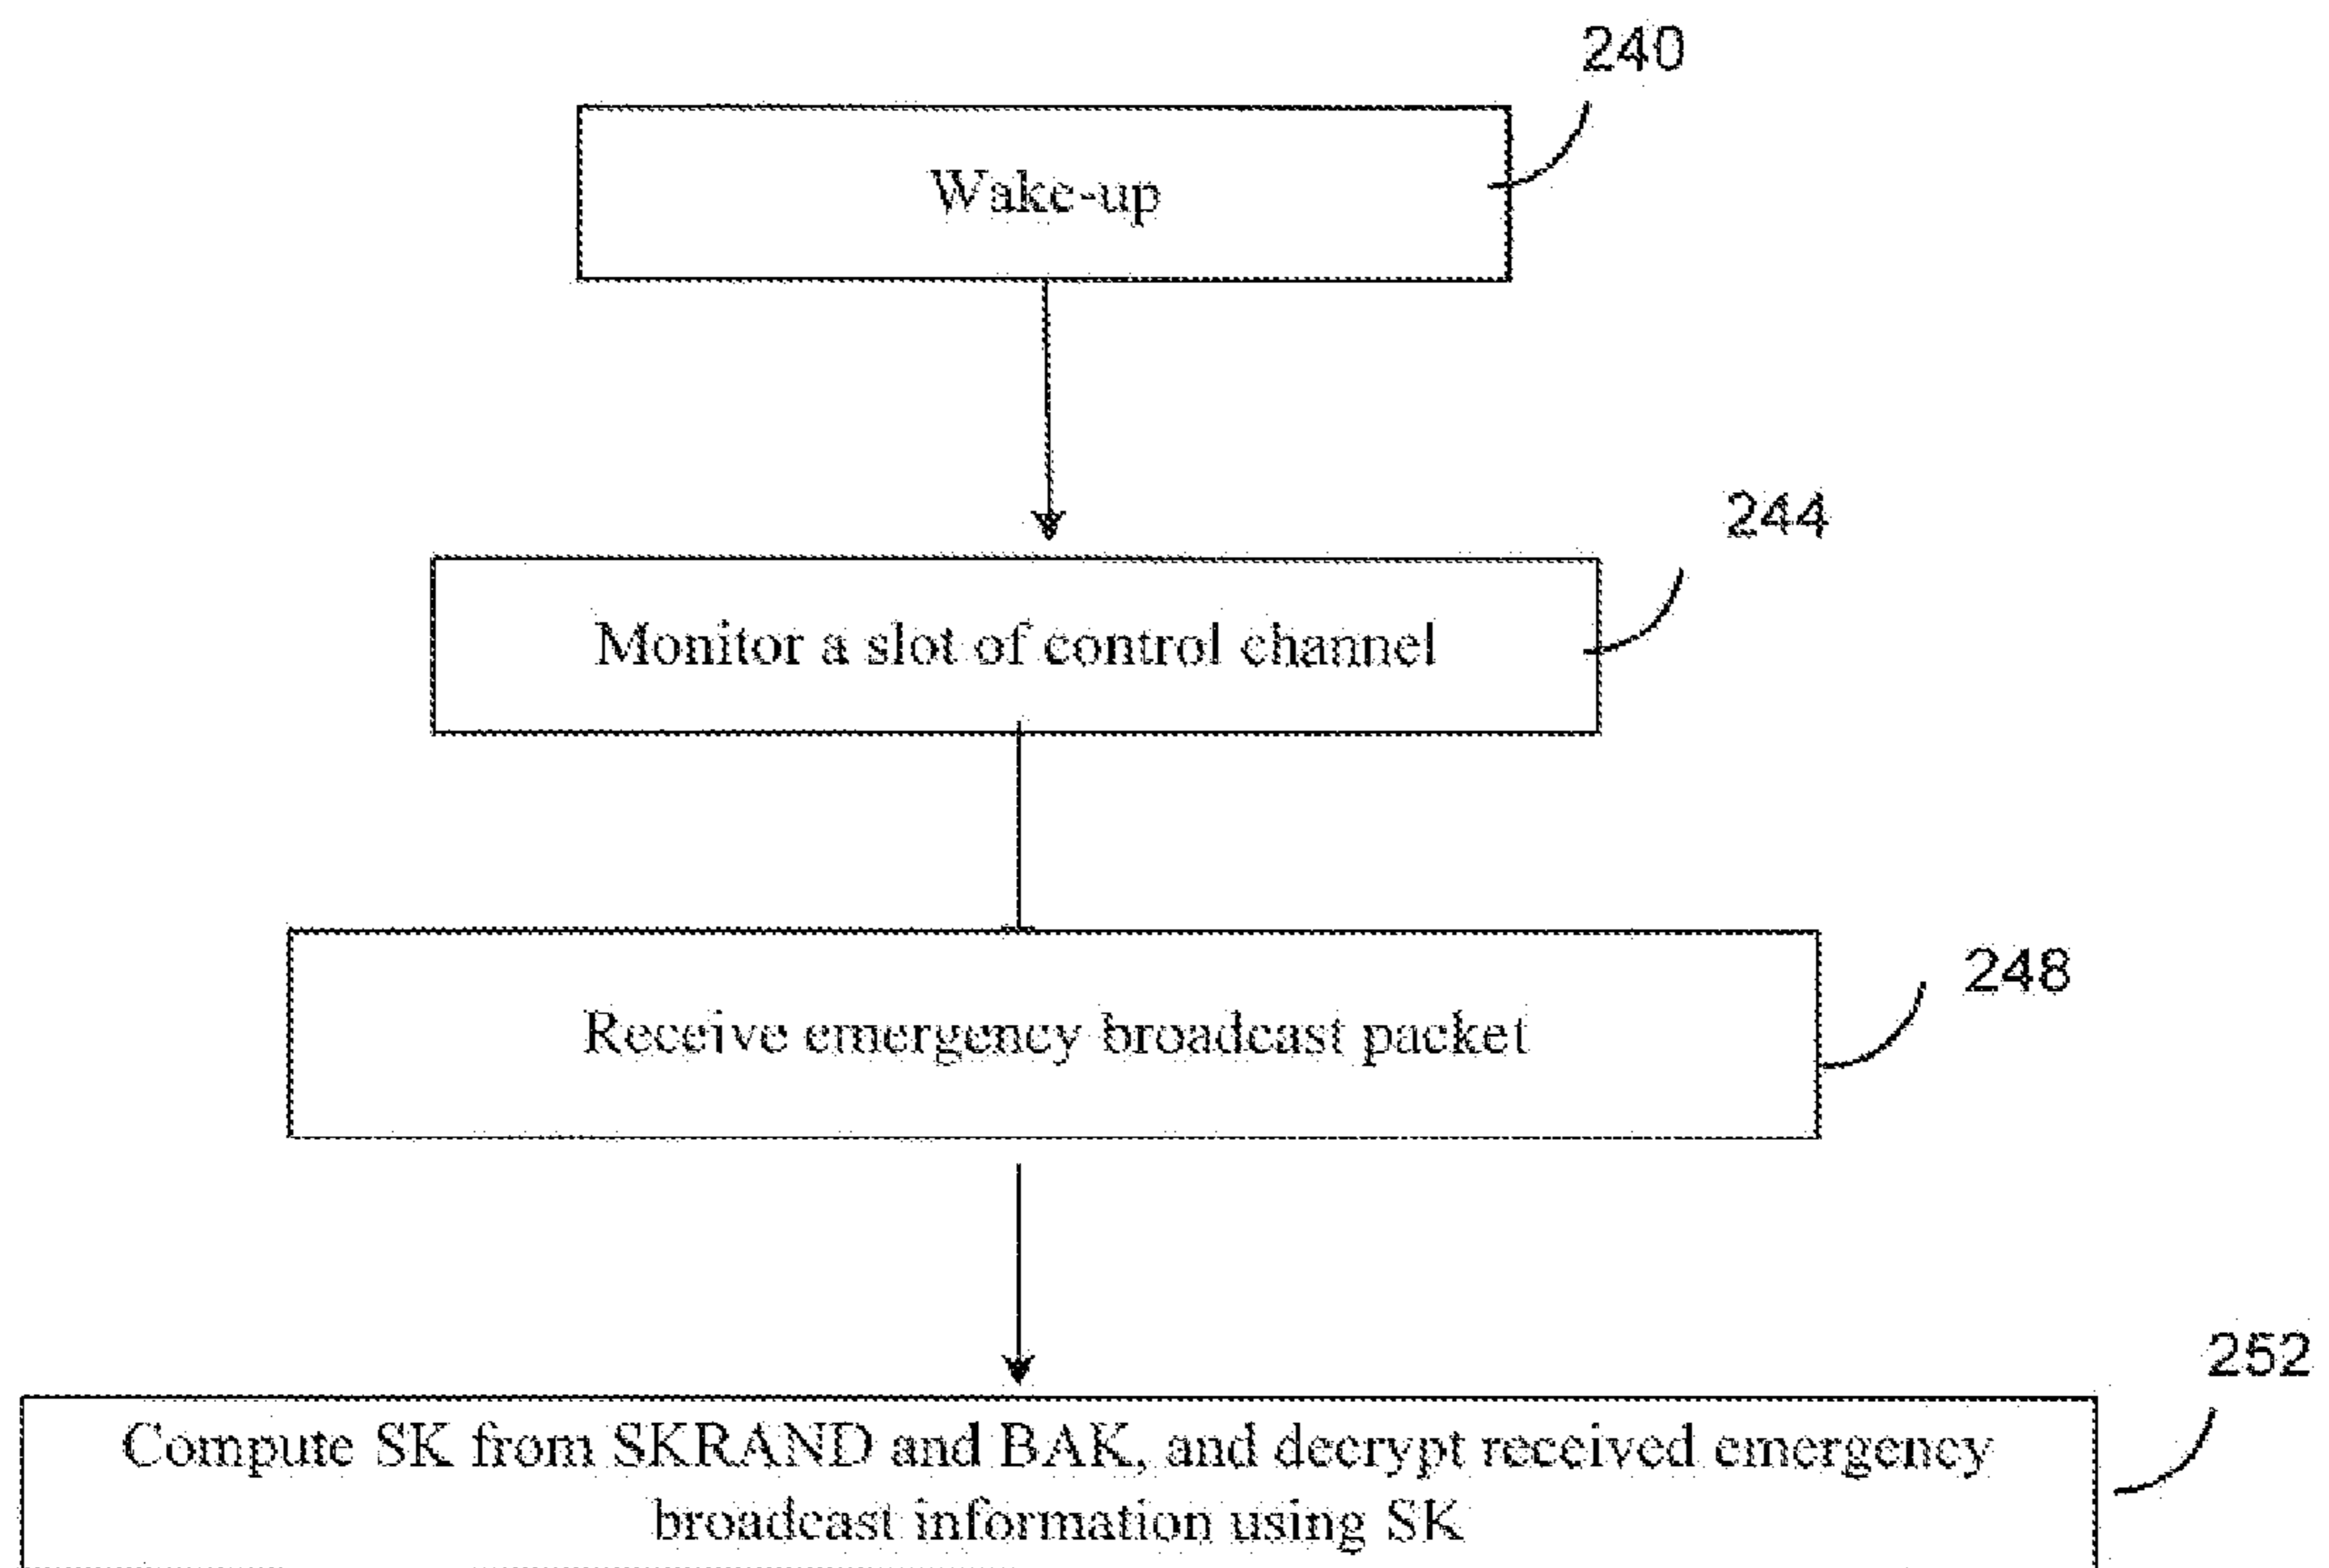 240
Wake-up
244
Monitor a slot of control channel
248
Receive emergency broadcast packet
252
Compute SK from SKRAND and BAK, and decrypt received emergency
broadcast information using SK